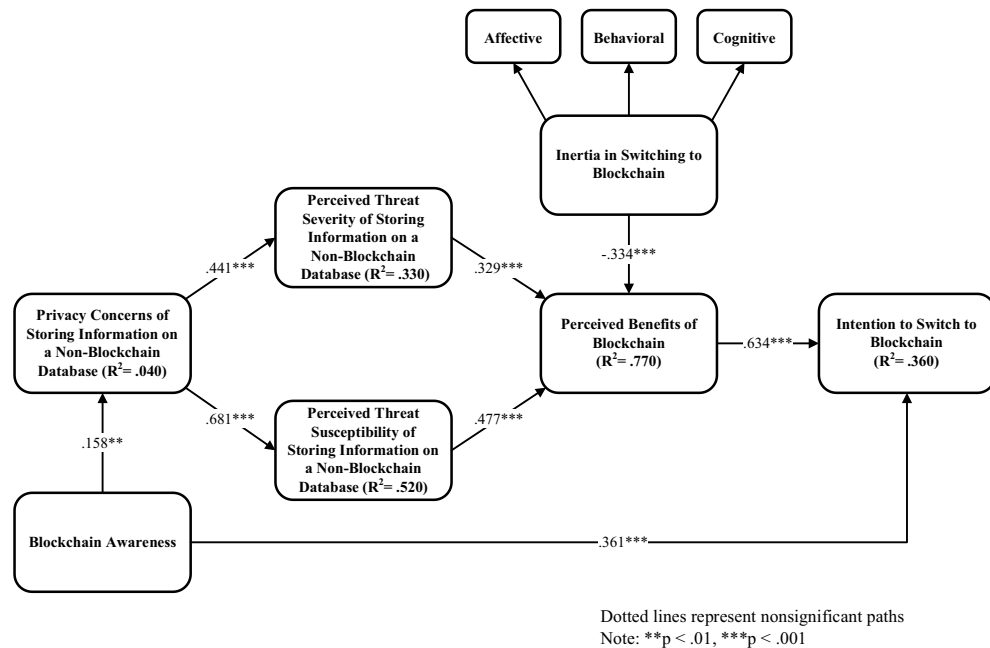 Affective
Behavioral
Cognitive
Inertia in Switching to
Blockchain
Perceived Threat
Severity of Storing
Information on a
Non-Blockchain
Database (R²= .330)
.441***
.329***
-.334***
Privacy Concerns of
Storing Information on
a Non-Blockchain
Database (R²= .040)
Perceived Benefits of
Blockchain
(R²= .770)
.634***
Intention to Switch to
Blockchain
(R²= .360)
.681***
.477***
Perceived Threat
Susceptibility of
Storing Information on
a Non-Blockchain
Database (R²= .520)
.158**
Blockchain Awareness
.361***
Dotted lines represent nonsignificant paths
Note: **p < .01, ***p < .001